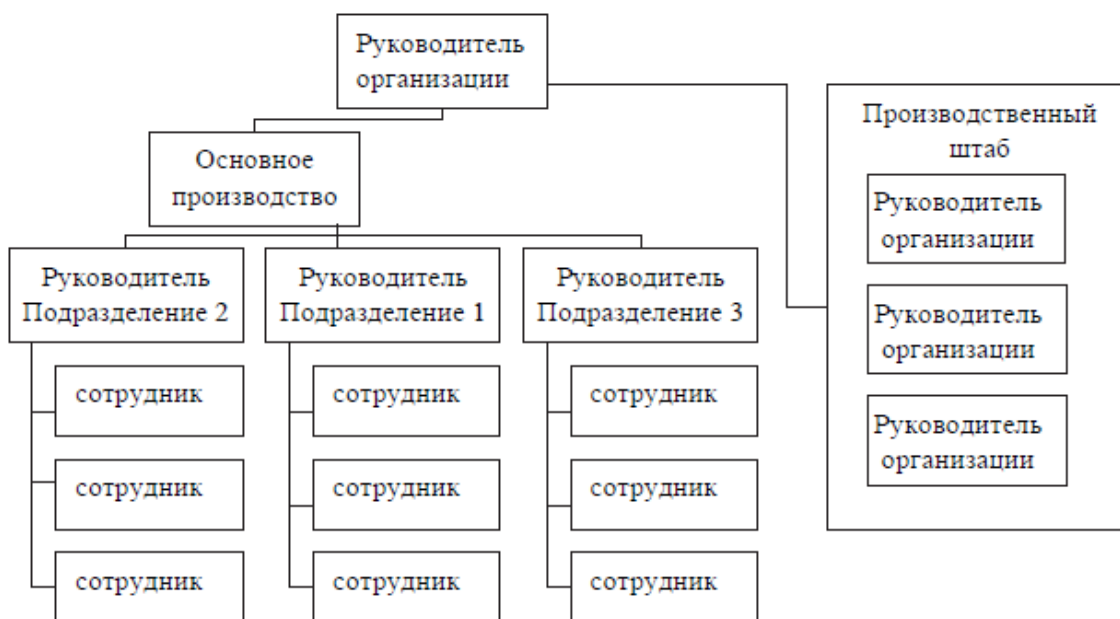 Руководитель
организации
Производственный
штаб
Основное
производство
Руководитель
организации
Руководитель
Подразделение 2
Руководитель
Подразделение 1
Руководитель
Подразделение 3
Руководитель
организации
Руководитель
организации
сотрудник
сотрудник
сотрудник
сотрудник
сотрудник
сотрудник
сотрудник
сотрудник
сотрудник